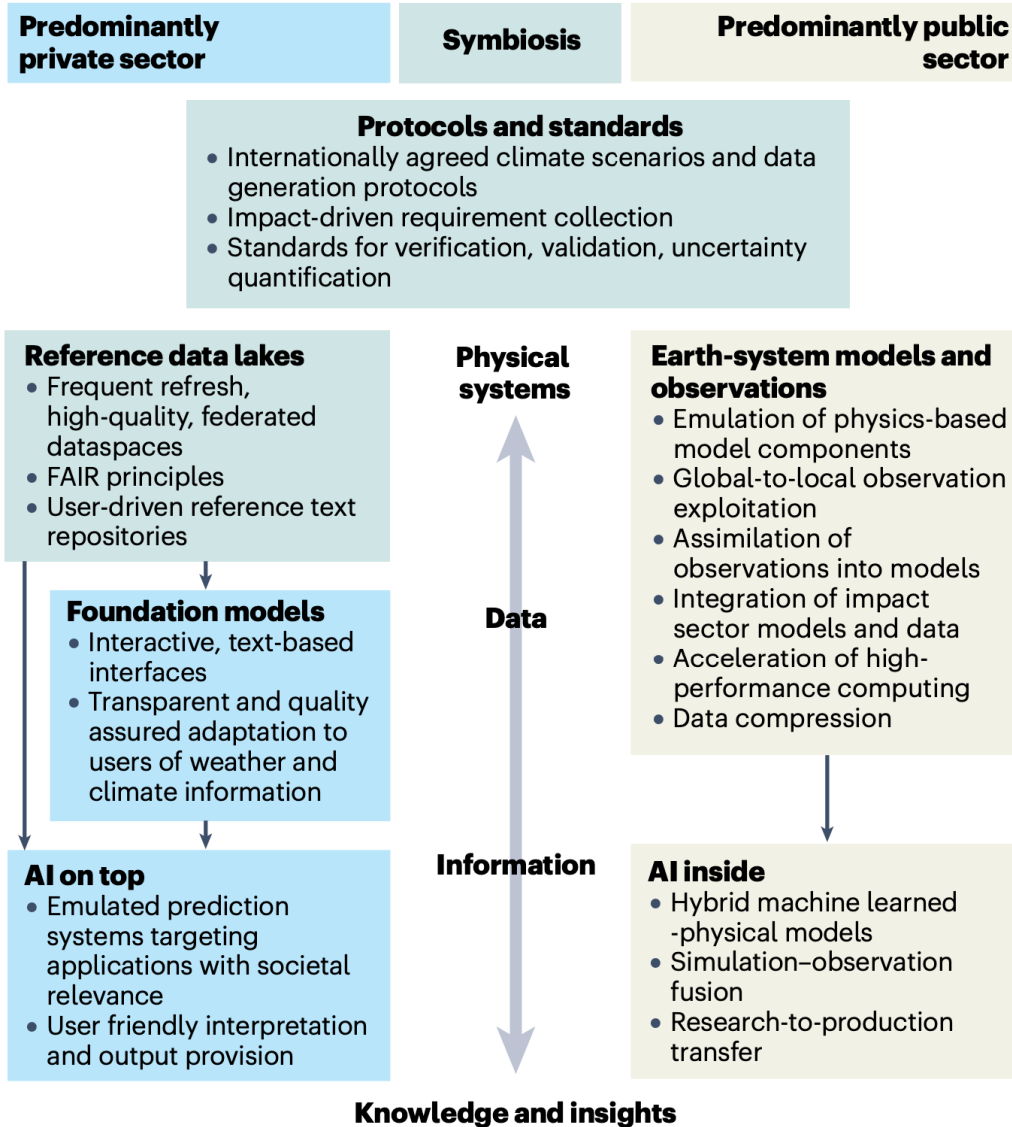 Predominantly
private sector
Symbiosis
Predominantly public
sector
Protocols and standards
• Internationally agreed climate scenarios and data
generation protocols
• Impact-driven requirement collection
• Standards for verification, validation, uncertainty
quantification
Reference data lakes
• Frequent refresh,
high-quality, federated
dataspaces
• FAIR principles
• User-driven reference text
repositories
Foundation models
• Interactive, text-based
interfaces
• Transparent and quality
assured adaptation to
users of weather and
climate information
AI on top
• Emulated prediction
systems targeting
applications with societal
relevance
• User friendly interpretation
and output provision
Physical
systems
Data
Information
Knowledge and insights
Earth-system models and
observations
• Emulation of physics-based
model components
• Global-to-local observation
exploitation
• Assimilation of
observations into models
• Integration of impact
sector models and data
• Acceleration of high-
performance computing
• Data compression
AI inside
• Hybrid machine learned
-physical models
• Simulation–observation
fusion
• Research-to-production
transfer